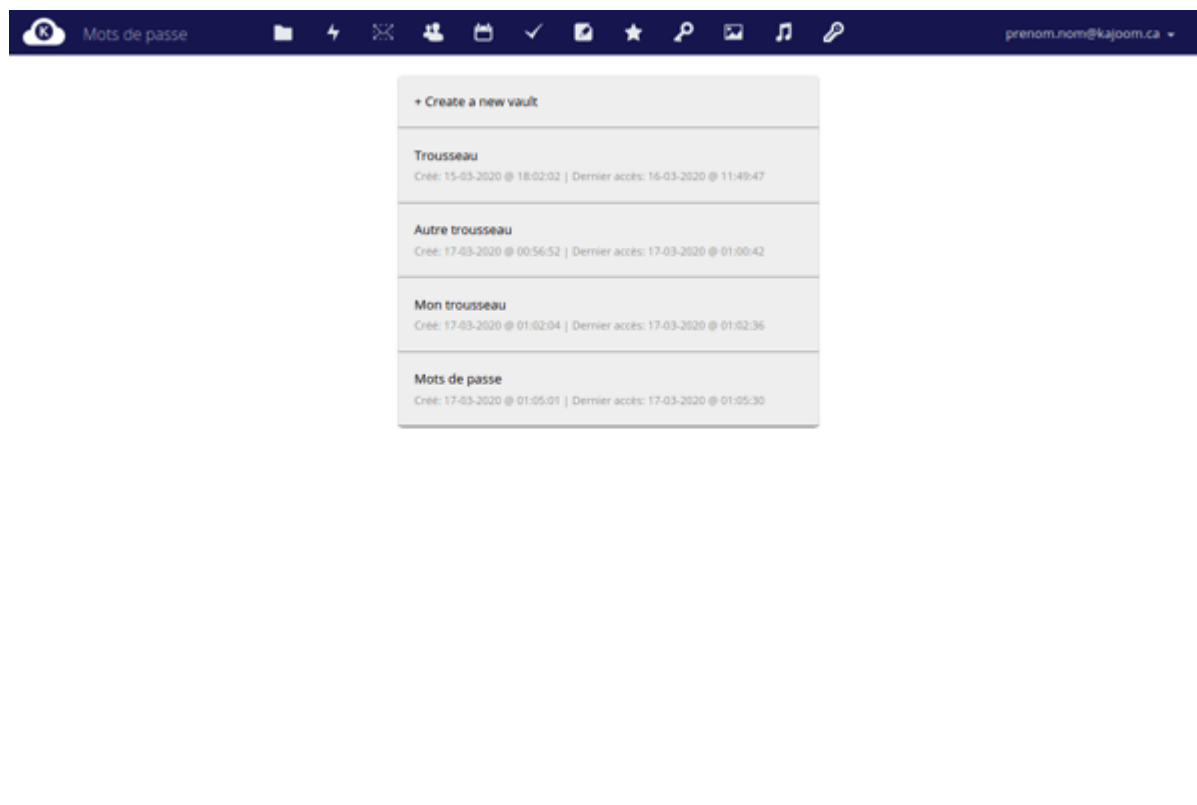 K
Mots de passe
prenom.nom@kajoom.ca
+ Create a new vault
Trousseau
Créé: 15-03-2020 @ 18:02:02 | Dernier accès: 16-03-2020 @ 11:49:47
Autre trousseau
Créé: 17-03-2020 @ 00:56:52 | Dernier accès: 17-03-2020 @ 01:00:42
Mon trousseau
Créé: 17-03-2020 @ 01:02:04 | Dernier accès: 17-03-2020 @ 01:02:36
Mots de passe
Créé: 17-03-2020 @ 01:05:01 | Dernier accès: 17-03-2020 @ 01:05:30